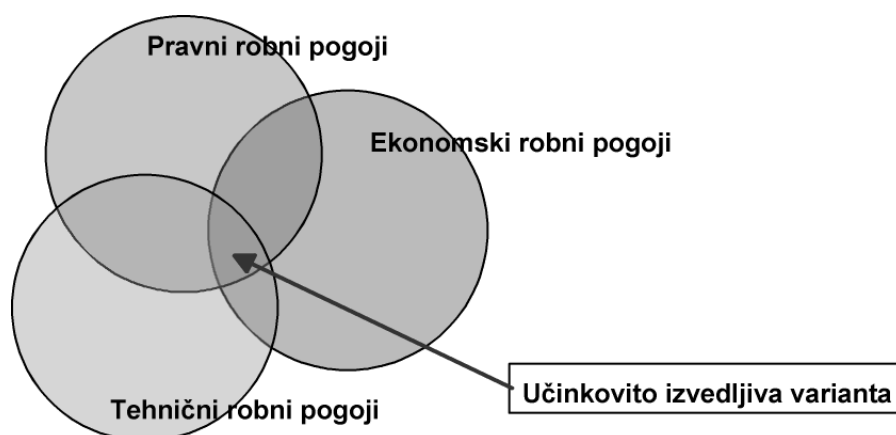 Pravni robni pogoji
Ekonomski robni pogoji
Učinkovito izvedljiva varianta
Tehnični robni pogoji